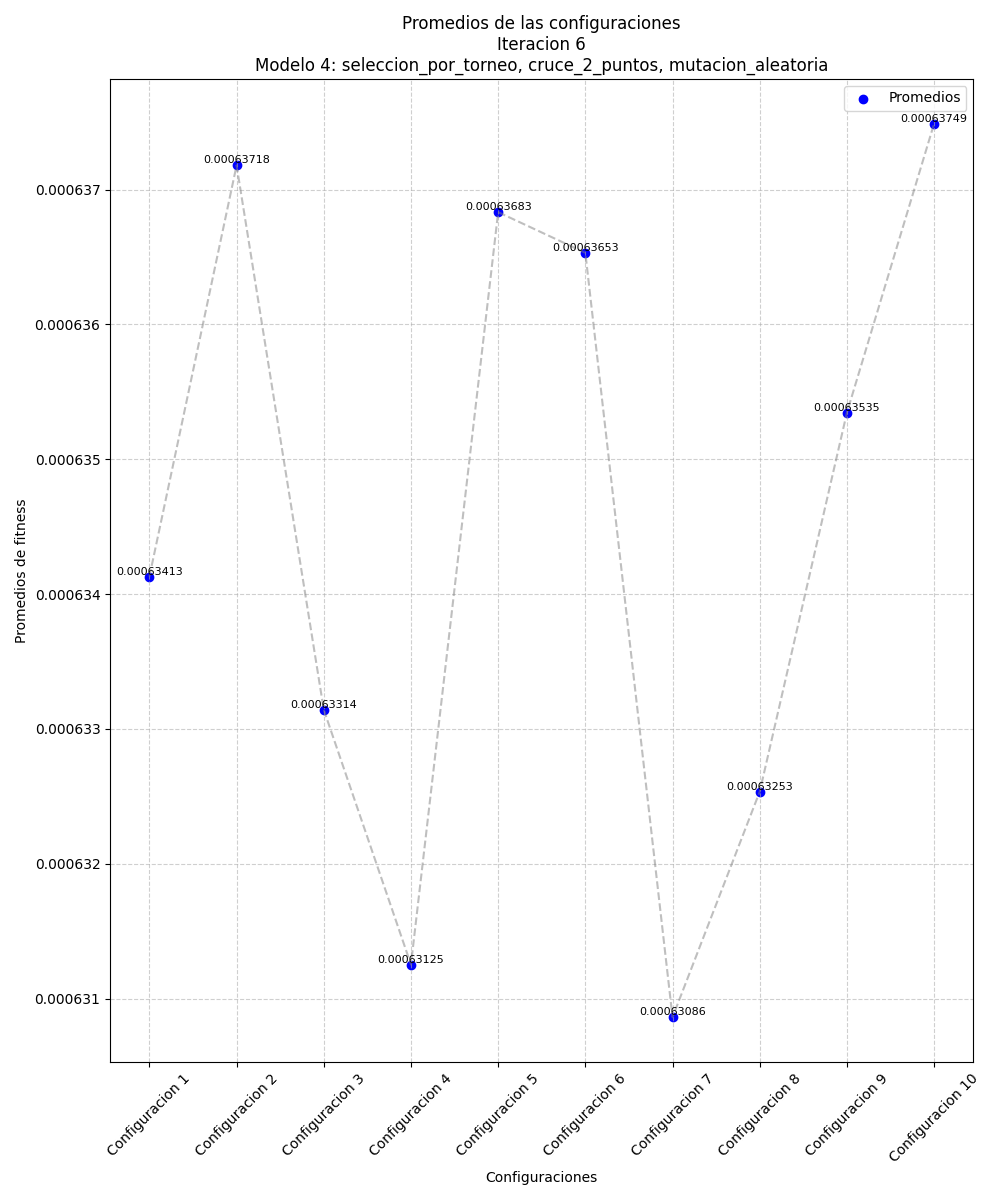 Promedios de las configuraciones
Iteracion 6
Modelo 4: seleccion_por_torneo, cruce_2_puntos, mutacion_aleatoria
Promedios
0.00063749
0.00063718
0.000637
0.00063683
0.00063653
0.000636
0.00063535
0.000635
0.00063413
0.000634
0.00063314
0.000633
0.00063253
0.000632
0.00063125
0.000631
0.00063086
Promedios de fitness
Configuracion 1
Configuracion 2
Configuracion 3
Configuracion 4
Configuracion 5
Configuracion 6
Configuracion 7
Configuracion 8
Configuracion 9
Configuracion 10
Configuraciones